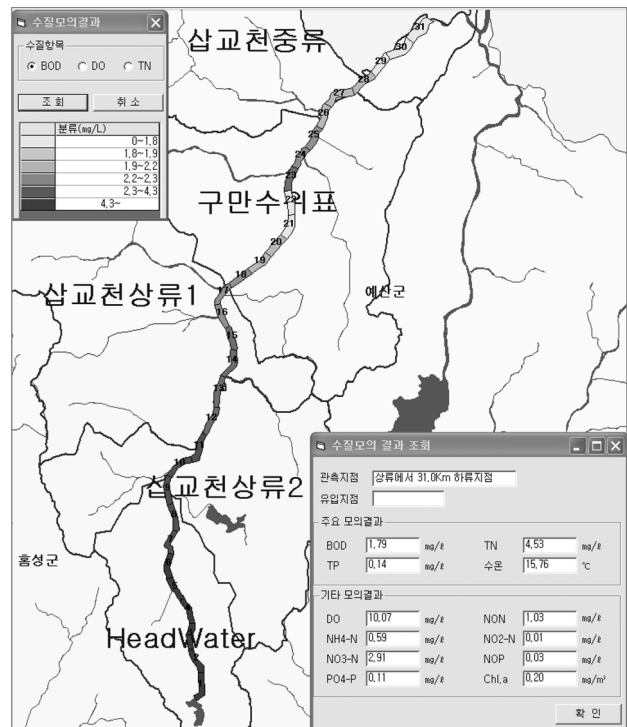 수질모의결과
수질항목
BOD DO TN
조 회 취 소
분류(mg/L)
0~1,8
1,8~1,9
1,9~2,2
2,2~2,3
2,3~4,3
4,3~
삽교천중류
31
30
29
28
27
26
25
24
23
구만수위표
22
21
20
19
18
예산군
삽교천상류1
17
16
15
14
13
12
11
10
삽교천상류2
홍성군
HeadWater
수질모의 결과 조회
관측지점 상류에서 31,0Km 하류지점
유입지점
주요 모의결과
BOD 1,79 mg/ℓ TN 4,53 mg/ℓ
TP 0,14 mg/ℓ 수온 15,76 ℃
기타 모의결과
DO 10,07 mg/ℓ NON 1,03 mg/ℓ
NH4-N 0,59 mg/ℓ NO2-N 0,01 mg/ℓ
NO3-N 2,91 mg/ℓ NOP 0,03 mg/ℓ
PO4-P 0,11 mg/ℓ Chl,a 0,20 mg/m³
확 인